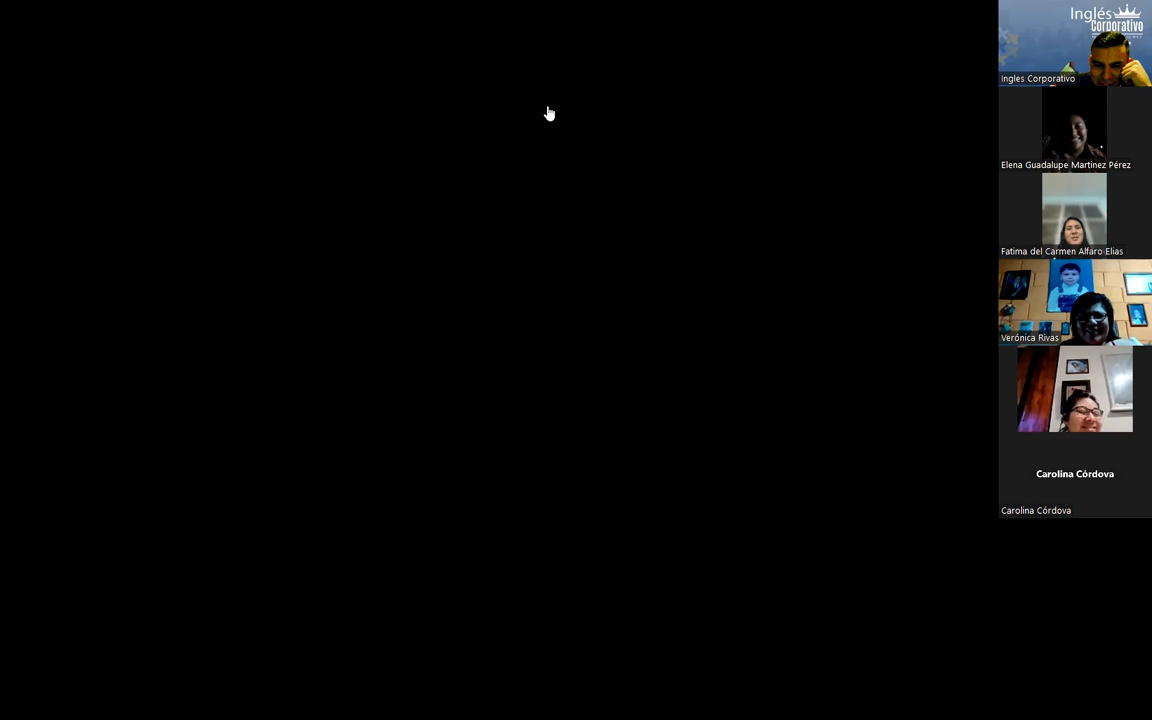 Inglés
Corporativo
Ingles Corporativo
Elena Guadalupe Martinez Pérez
Fatima del Carmen Alfaro Elias
Verónica Rivas
Carolina Córdova
Carolina Córdova